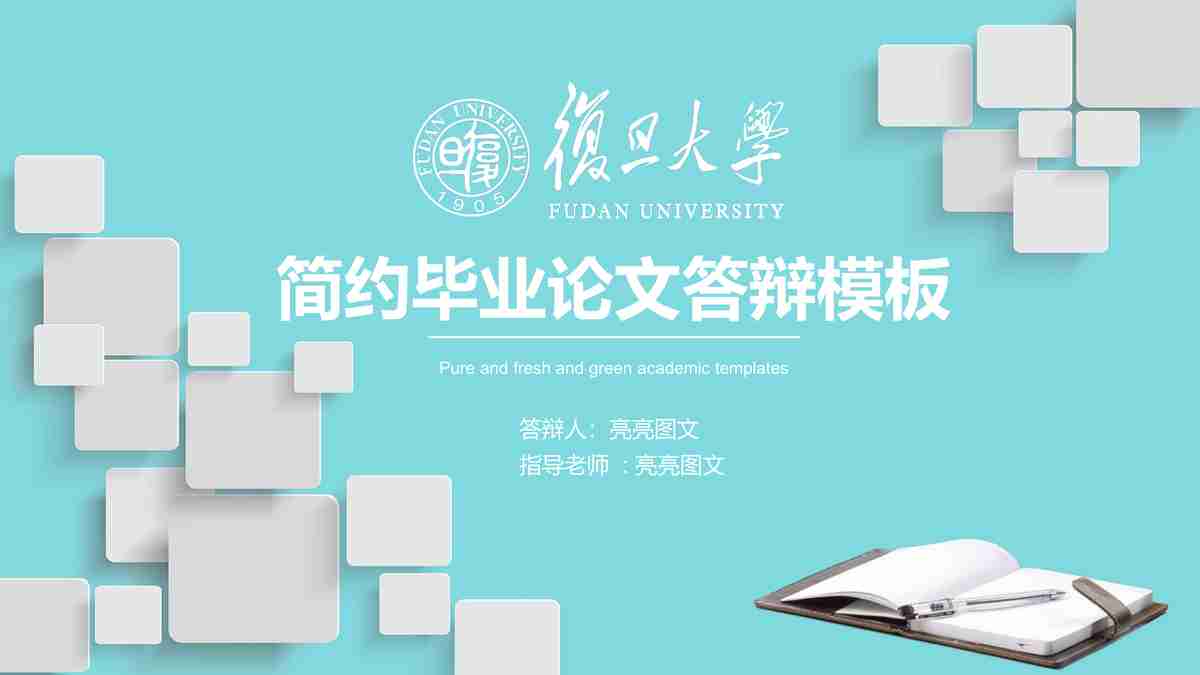 FUDAN UNIVERSITY
1905
復旦大學
FUDAN UNIVERSITY
简约毕业论文答辩模板
Pure and fresh and green academic templates
答辩人：亮亮图文
指导老师 ：亮亮图文